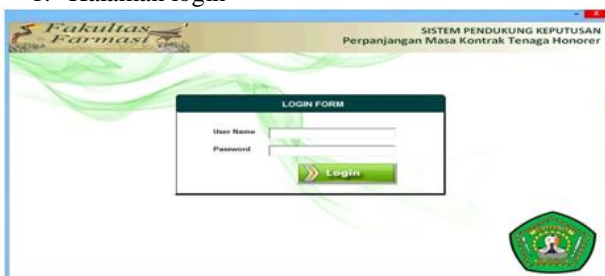 1. Halaman login
Fakultas
Farmasi
SISTEM PENDUKUNG KEPUTUSAN
Perpanjangan Masa Kontrak Tenaga Honorer
LOGIN FORM
User Name
Password
Login